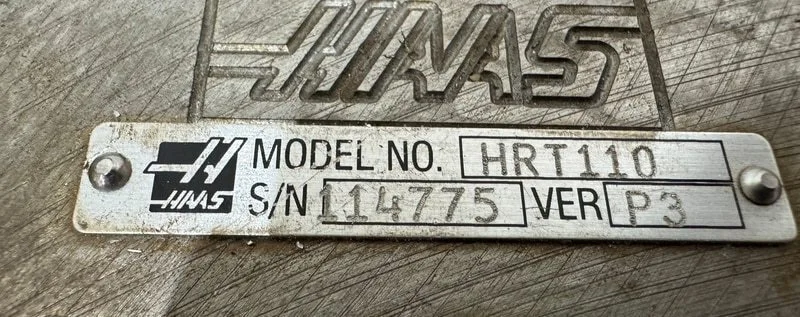 HAAS
HAAS
MODEL NO. HRT110
S/N 114775 VER P3